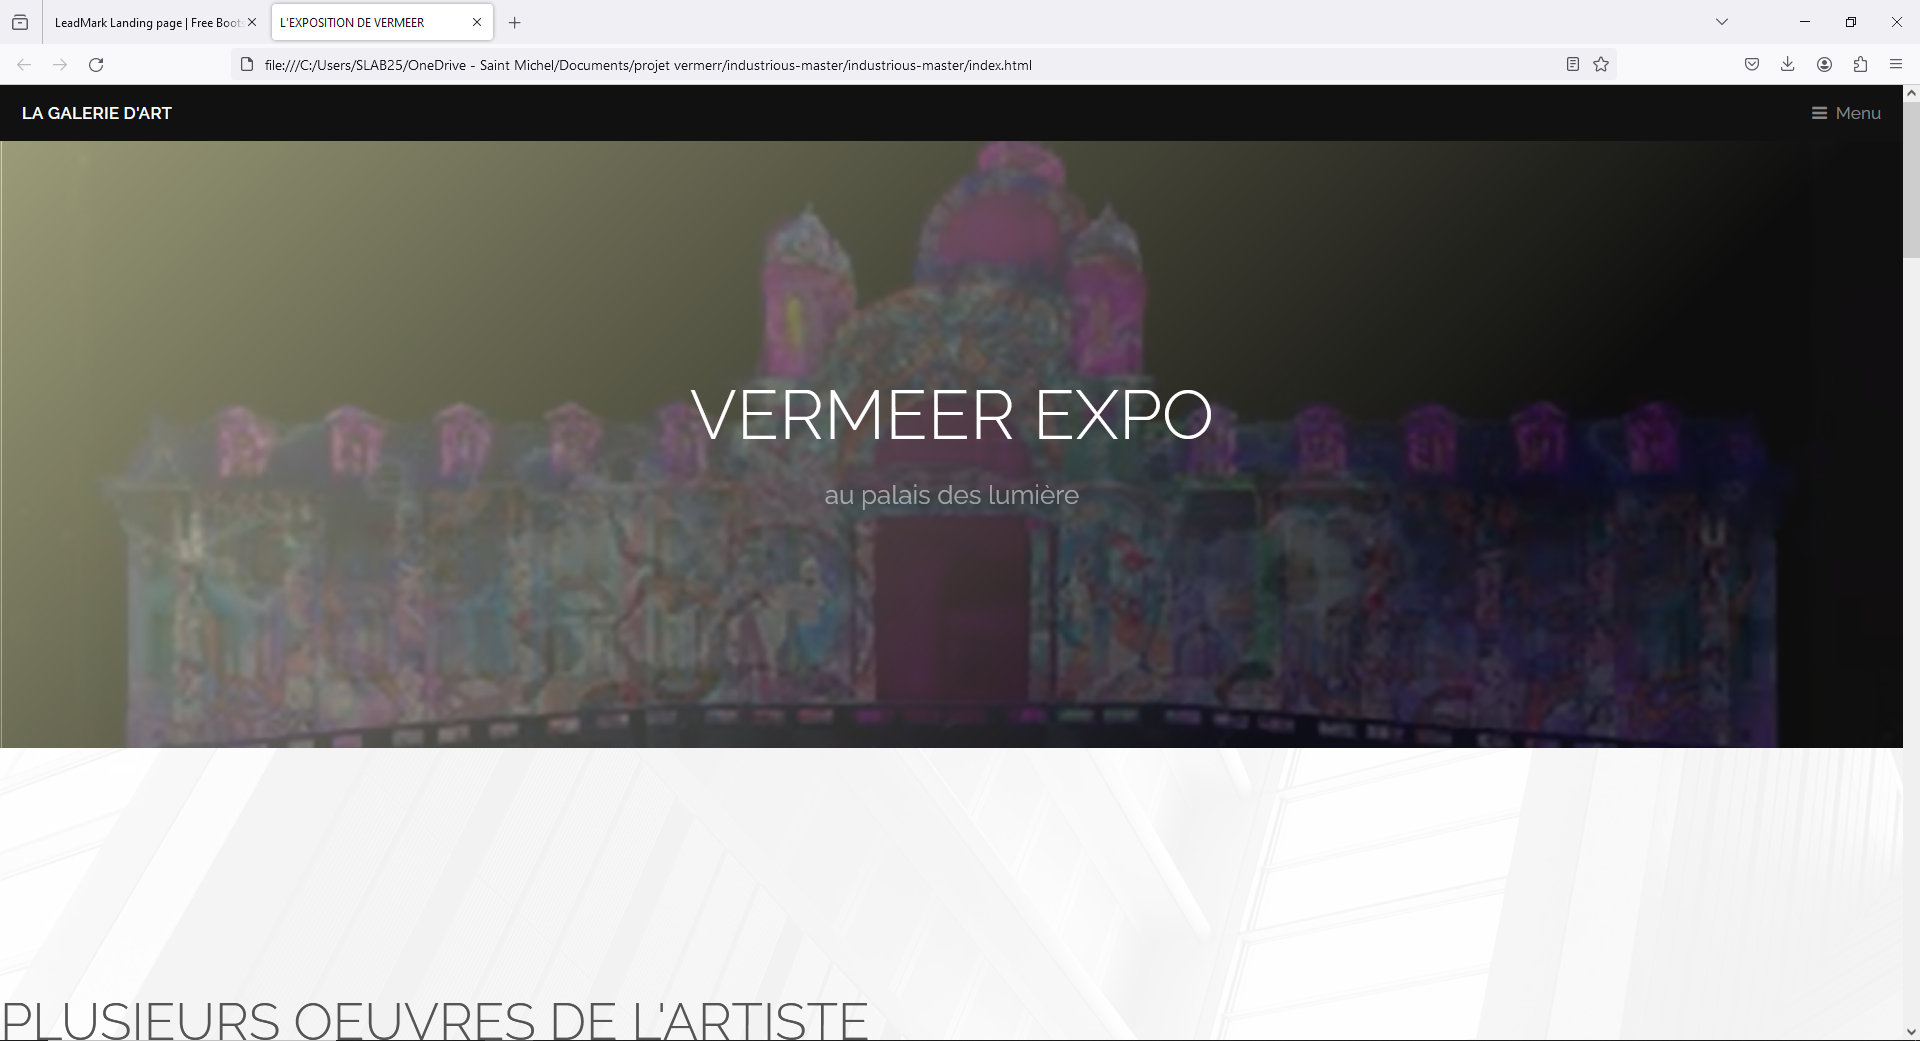 LeadMark Landing page | Free Boots
L'EXPOSITION DE VERMEER
file:///C:/Users/SLAB25/OneDrive - Saint Michel/Documents/projet vermerr/industrious-master/industrious-master/index.html
LA GALERIE D'ART
Menu
VERMEER EXPO
au palais des lumière
PLUSIEURS OEUVRES DE L'ARTISTE